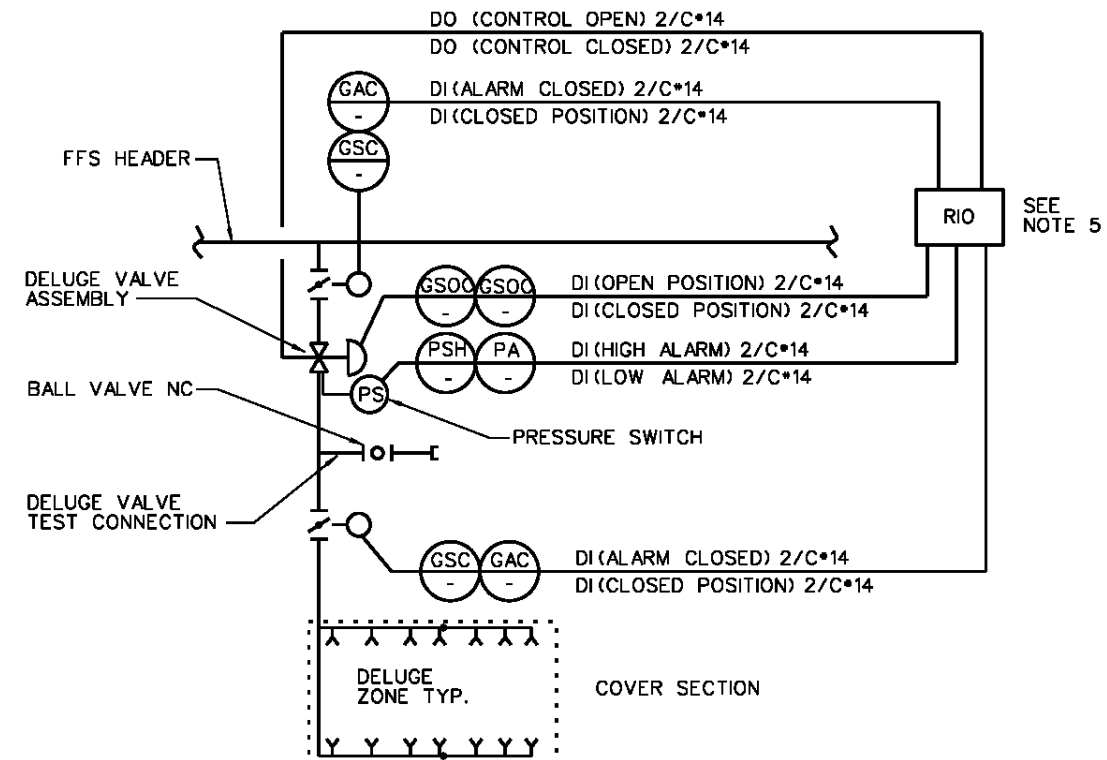 DO (CONTROL OPEN) 2/C•14
DO (CONTROL CLOSED) 2/C•14
GAC
-
DI(ALARM CLOSED) 2/C•14
DI(CLOSED POSITION) 2/C•14
GSC
-
FFS HEADER
RIO
SEE
NOTE 5
DELUGE VALVE
ASSEMBLY
GSOC
-
GSOC
-
DI(OPEN POSITION) 2/C•14
DI(CLOSED POSITION) 2/C•14
PSH
-
PA
-
DI(HIGH ALARM) 2/C•14
DI(LOW ALARM) 2/C•14
BALL VALVE NC
PS
PRESSURE SWITCH
DELUGE VALVE
TEST CONNECTION
GSC
-
GAC
-
DI(ALARM CLOSED) 2/C•14
DI(CLOSED POSITION) 2/C•14
DELUGE
ZONE TYP.
COVER SECTION